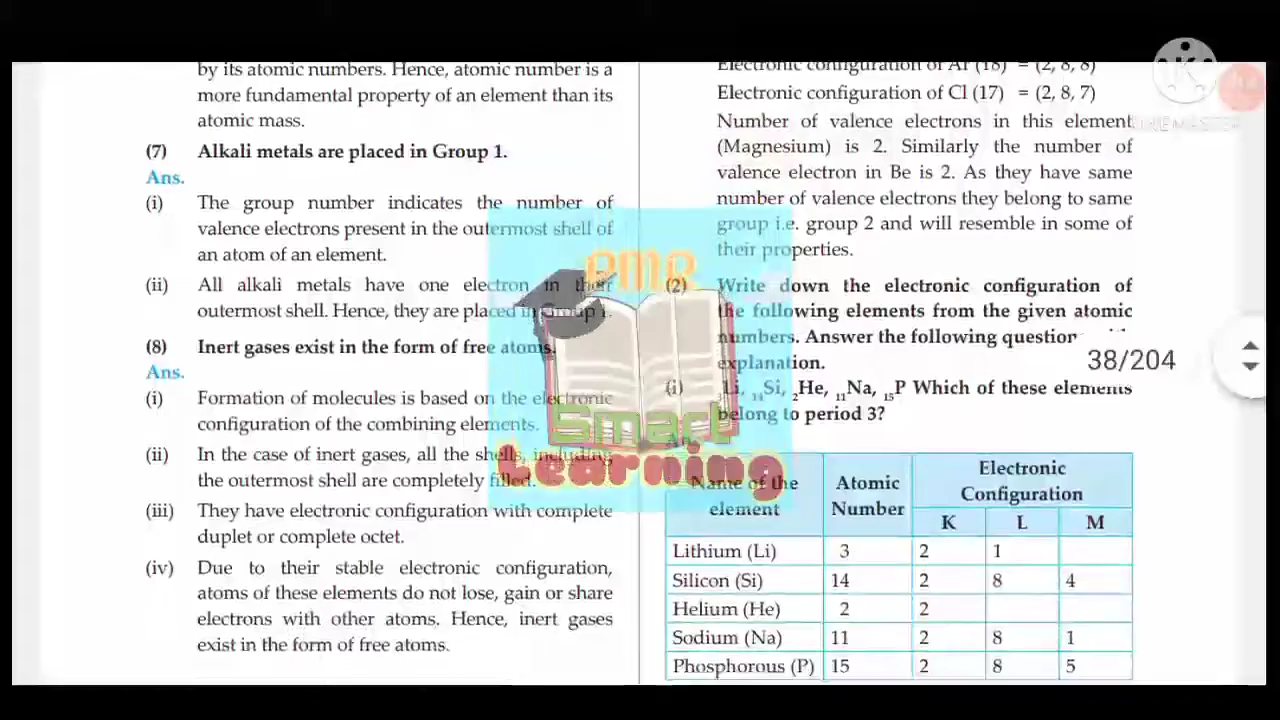 by its atomic numbers. Hence, atomic number is a
more fundamental property of an element than its
atomic mass.
(7) Alkali metals are placed in Group 1.
Ans.
(i) The group number indicates the number of
valence electrons present in the outermost shell of
an atom of an element.
(ii) All alkali metals have one electron in their
outermost shell. Hence, they are placed in Group 1.
(8) Inert gases exist in the form of free atoms.
Ans.
(i) Formation of molecules is based on the electronic
configuration of the combining elements.
(ii) In the case of inert gases, all the shells, including
the outermost shell are completely filled.
(iii) They have electronic configuration with complete
duplet or complete octet.
(iv) Due to their stable electronic configuration,
atoms of these elements do not lose, gain or share
electrons with other atoms. Hence, inert gases
exist in the form of free atoms.
Electronic configuration of Ar (18) = (2, 8, 8)
Electronic configuration of Cl (17) = (2, 8, 7)
Number of valence electrons in this element
(Magnesium) is 2. Similarly the number of
valence electron in Be is 2. As they have same
number of valence electrons they belong to same
group i.e. group 2 and will resemble in some of
their properties.
(2) Write down the electronic configuration of
the following elements from the given atomic
numbers. Answer the following question
explanation.
(i) ₃Li, ₁₄Si, ₂He, ₁₁Na, ₁₅P Which of these elements
belong to period 3?
Name of the element Atomic Number Electronic Configuration
K L M
Lithium (Li) 3 2 1
Silicon (Si) 14 2 8 4
Helium (He) 2 2
Sodium (Na) 11 2 8 1
Phosphorous (P) 15 2 8 5
38/204
PMR
Smart
Learning
K